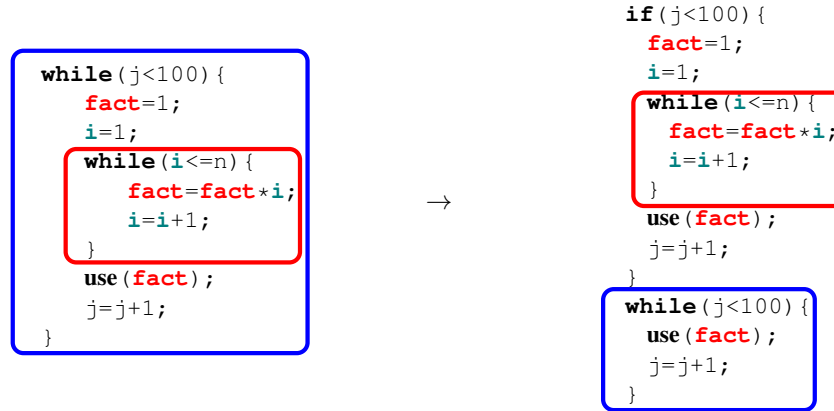 while(j<100){
fact=1;
i=1;
while(i<=n){
fact=fact*i;
i=i+1;
}
use(fact);
j=j+1;
}
→
if(j<100){
fact=1;
i=1;
while(i<=n){
fact=fact*i;
i=i+1;
}
use(fact);
j=j+1;
}
while(j<100){
use(fact);
j=j+1;
}